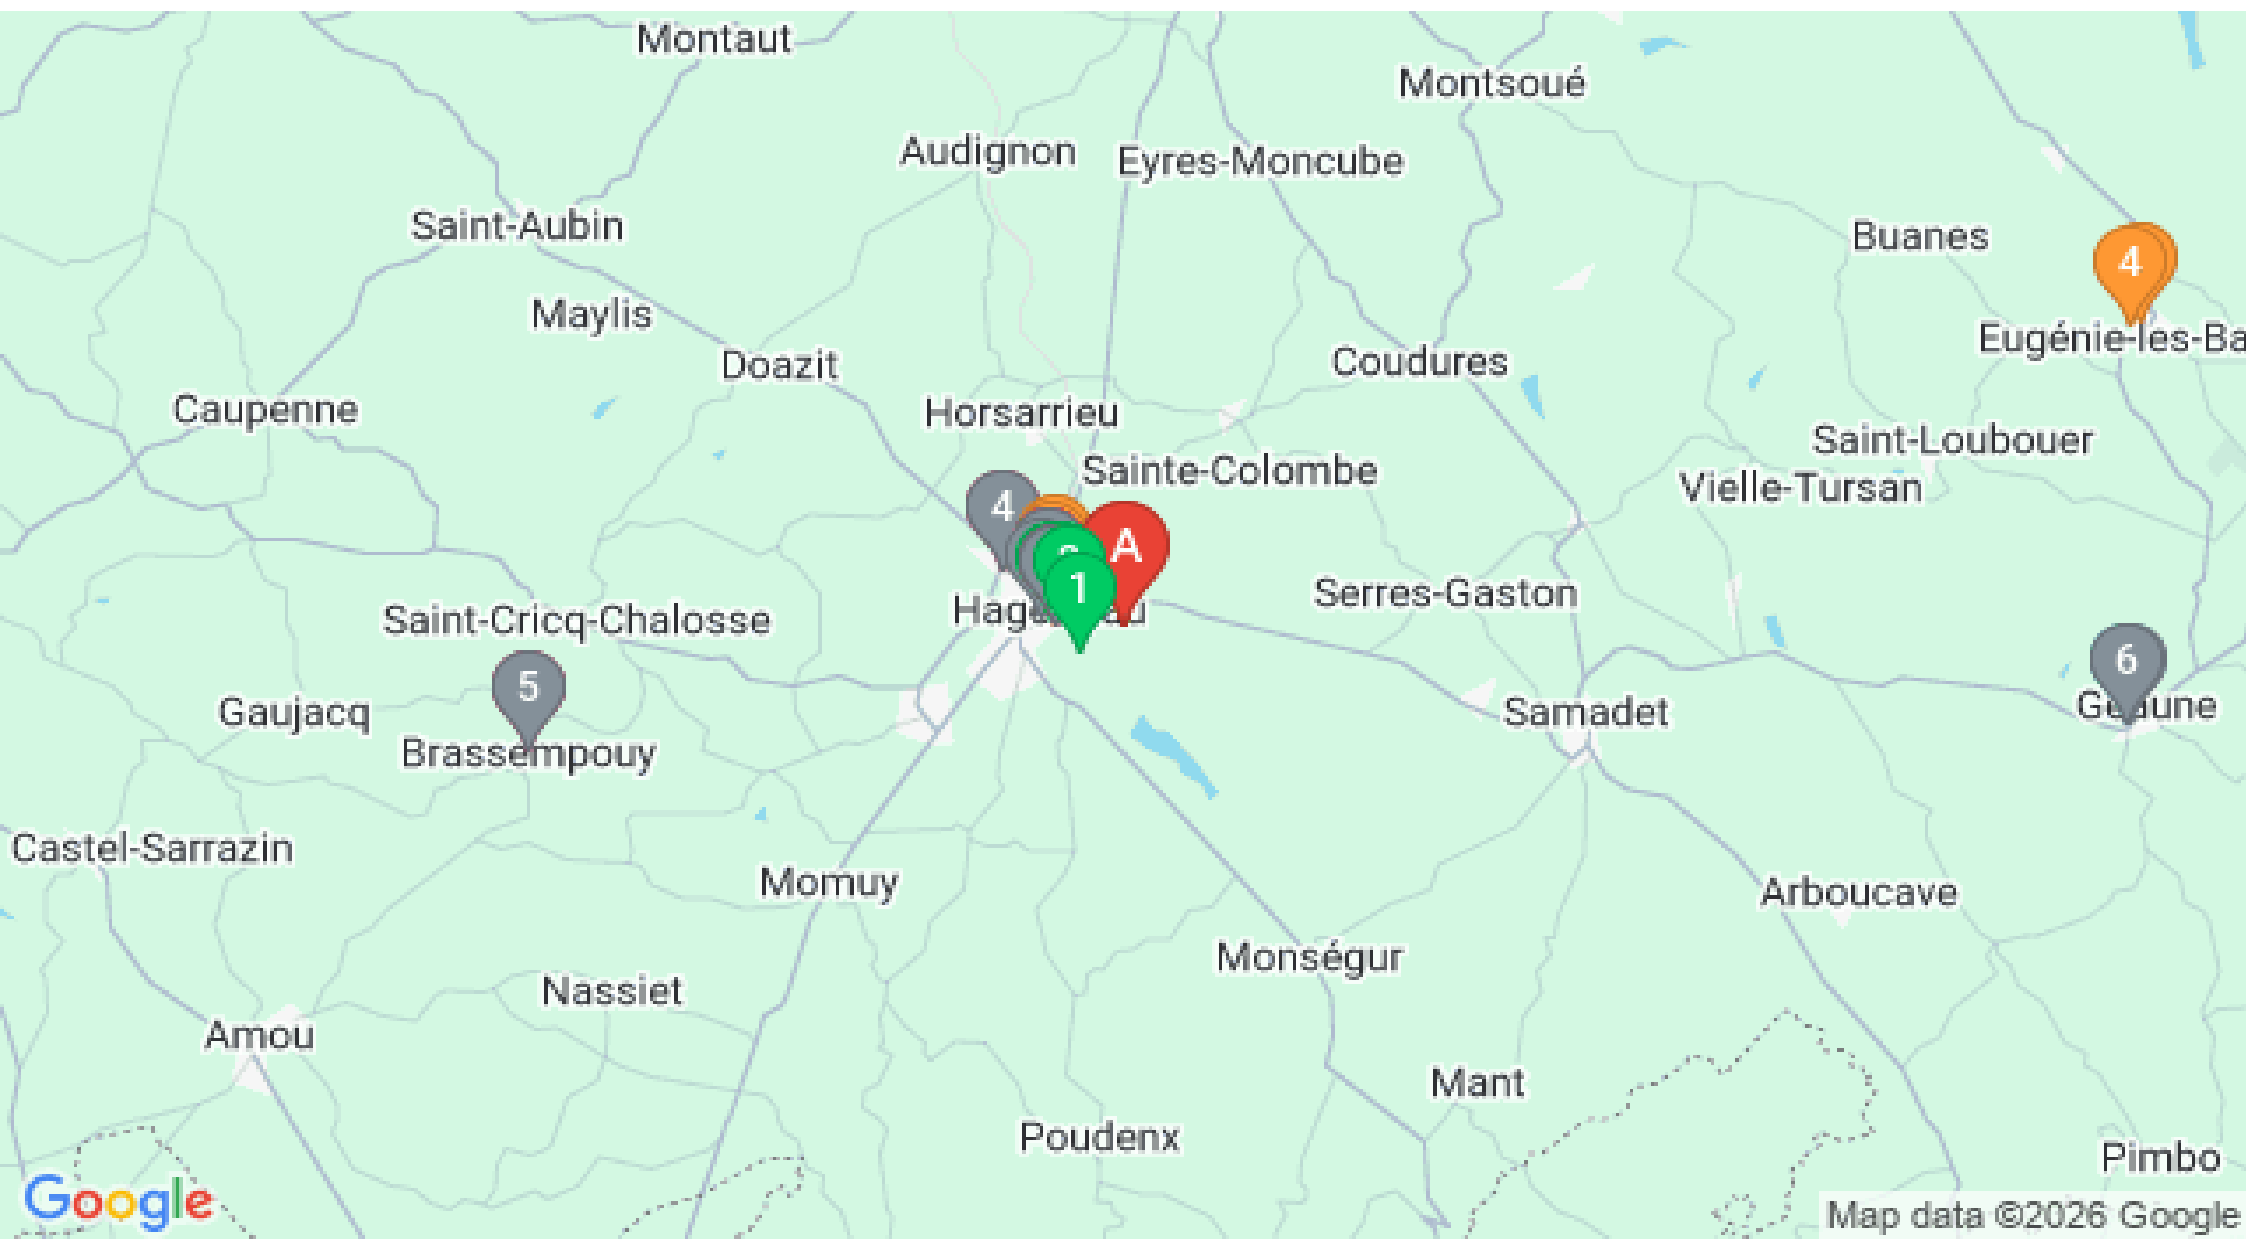 Montaut
Montsoué
Audignon
Eyres-Moncube
Saint-Aubin
Buanes
4
Maylis
Eugénie-les-Ba
Doazit
Coudures
Caupenne
Horsarrieu
Saint-Loubouer
Sainte-Colombe
Vielle-Tursan
4
A
1
Serres-Gaston
Saint-Cricq-Chalosse
6
5
Gaujacq
Samadet
Brassempouy
Castel-Sarrazin
Momuy
Arboucave
Monségur
Nassiet
Amou
Mant
Poudenx
Pimbo
Google
Map data ©2026 Google